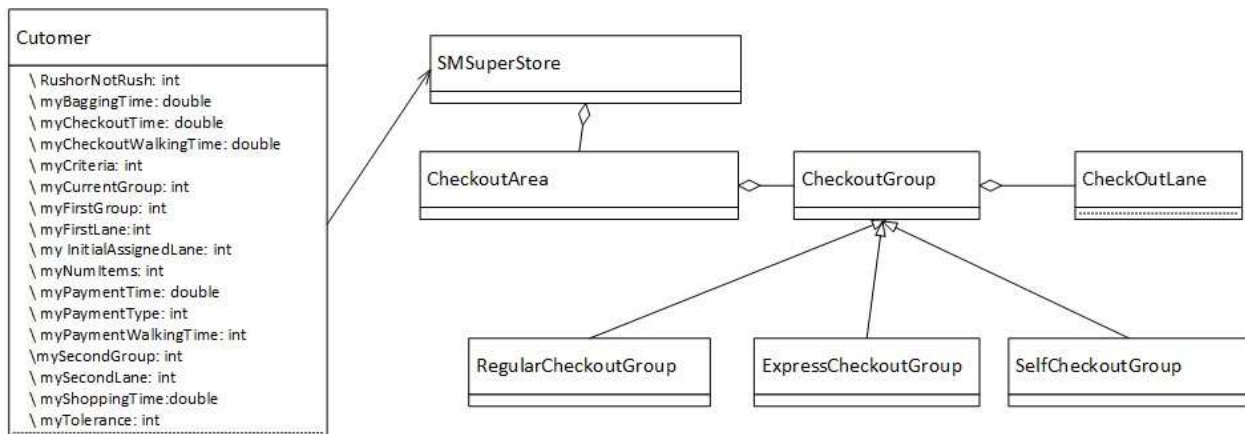 Cutomer
\ RushorNotRush: int
\ myBaggingTime: double
\ myCheckoutTime: double
\ myCheckoutWalkingTime: double
\ myCriteria: int
\ myCurrentGroup: int
\ myFirstGroup: int
\ myFirstLane:int
\ my InitialAssignedLane: int
\ myNumItems: int
\ myPaymentTime: double
\ myPaymentType: int
\ myPaymentWalkingTime: int
\mySecondGroup: int
\ mySecondLane: int
\ myShoppingTime:double
\ myTolerance: int
SMSuperStore
CheckoutArea
CheckoutGroup
CheckOutLane
RegularCheckoutGroup
ExpressCheckoutGroup
SelfCheckoutGroup